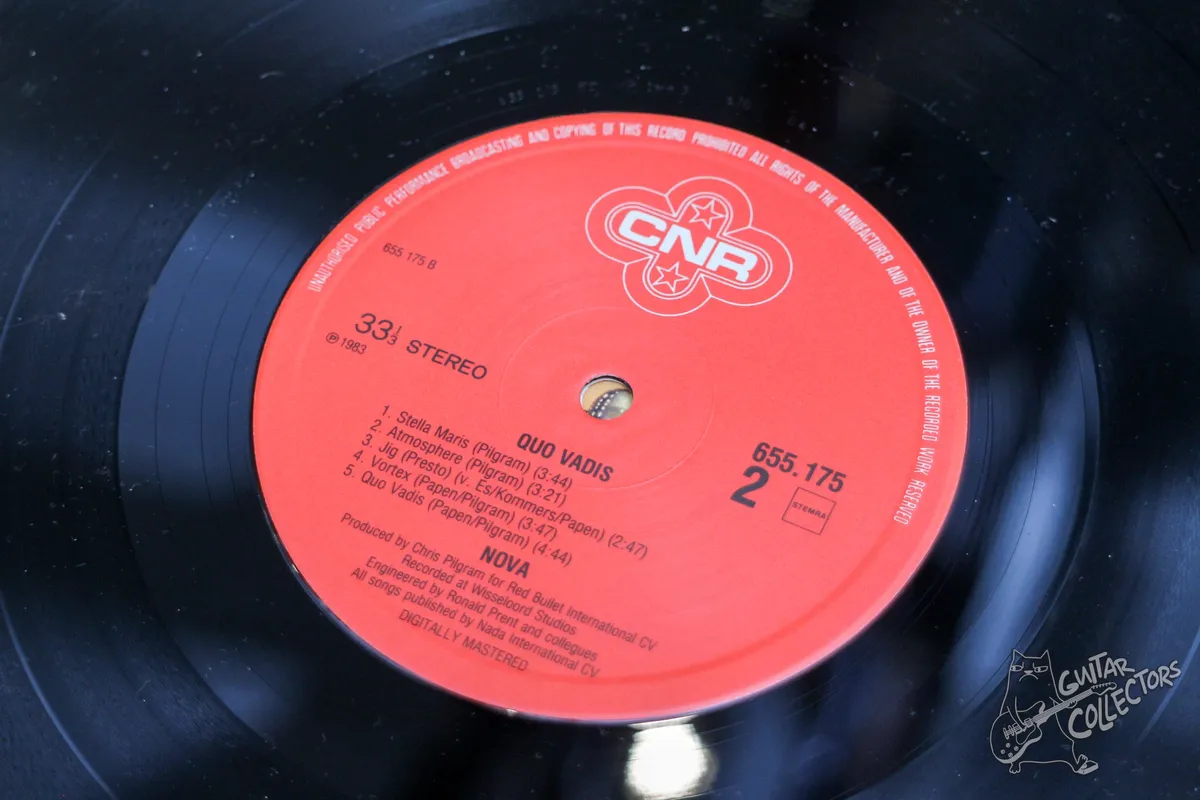 UNAUTHORISED PUBLIC PERFORMANCE BROADCASTING AND COPYING OF THIS RECORD PROHIBITED ALL RIGHTS OF THE MANUFACTURER AND OF THE OWNER OF THE RECORDED WORK RESERVED
CNR
655 175 B
33 1/3 STEREO
℗ 1983
QUO VADIS
1. Stella Maris (Pilgram) (3:44)
2. Atmosphere (Pilgram) (3:21)
3. Jig (Presto) (v. Es/Kommers/Papen) (2:47)
4. Vortex (Papen/Pilgram) (3:47)
5. Quo Vadis (Papen/Pilgram) (4:44)
655.175
2
STEMRA
NOVA
Produced by Chris Pilgram for Red Bullet International CV
Recorded at Wisseloord Studios
Engineered by Ronald Prent and collegues
All songs published by Nada International CV
DIGITALLY MASTERED
GUITAR
COLLECTORS